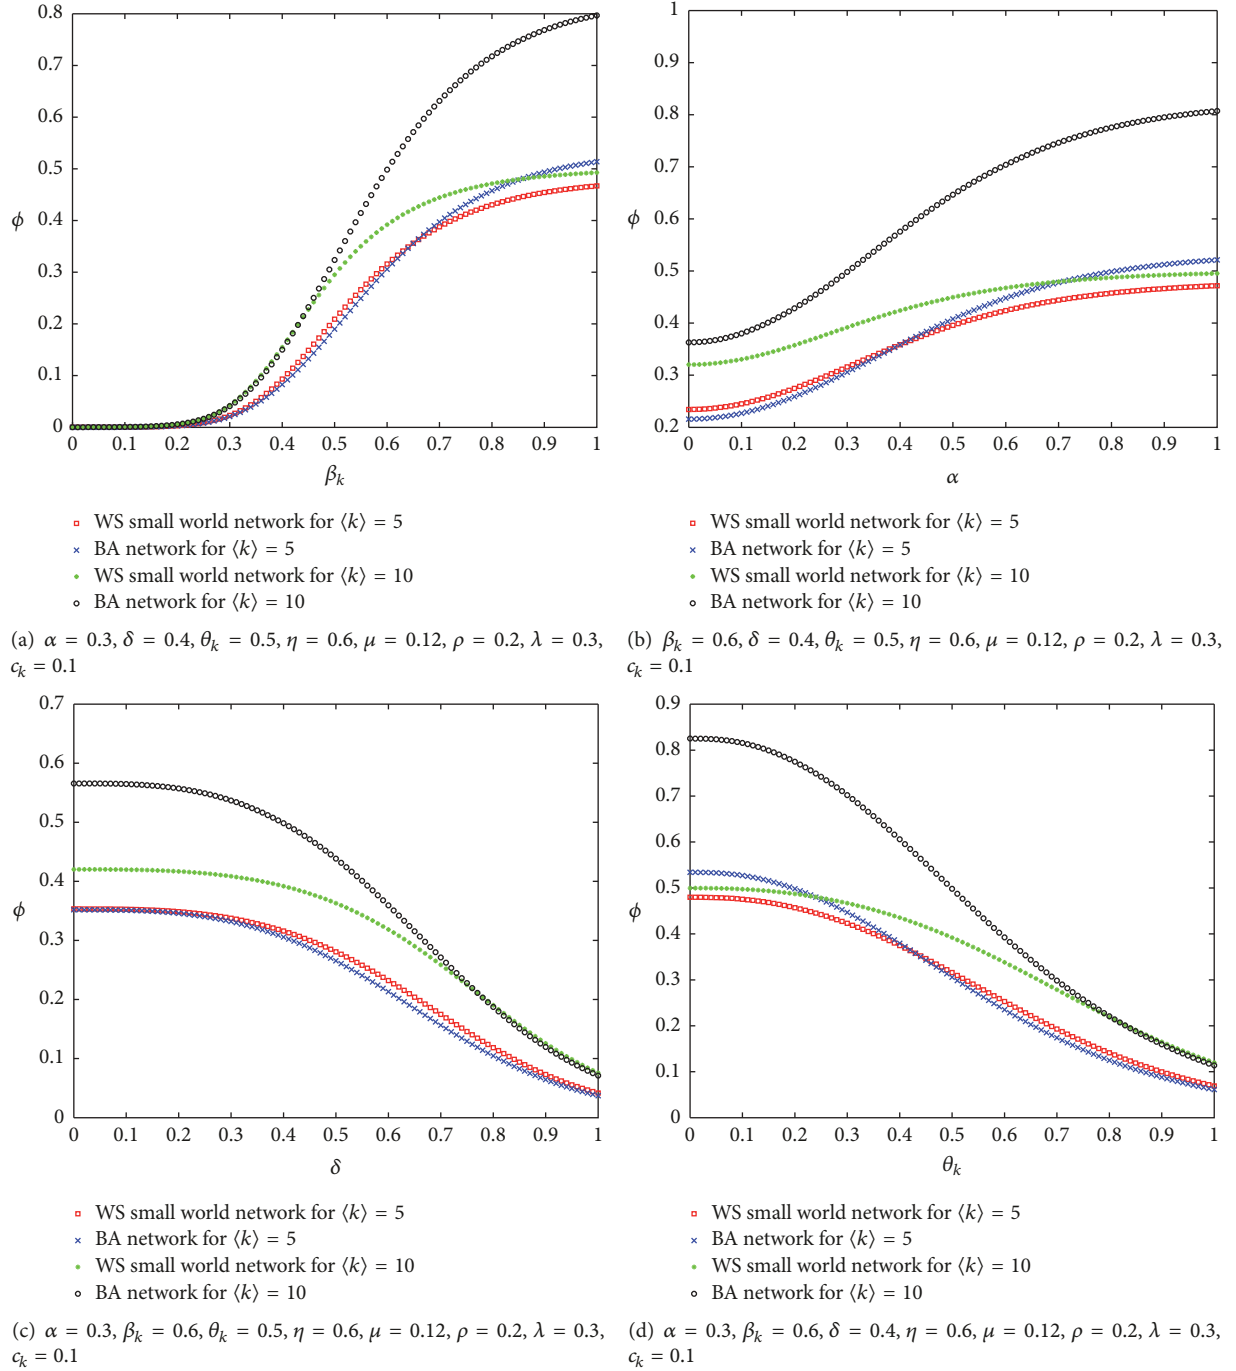 0.8
0.7
0.6
0.5
0.4
0.3
0.2
0.1
0
ϕ
0 0.1 0.2 0.3 0.4 0.5 0.6 0.7 0.8 0.9 1
β_k
WS small world network for ⟨k⟩ = 5
BA network for ⟨k⟩ = 5
WS small world network for ⟨k⟩ = 10
BA network for ⟨k⟩ = 10
(a) α = 0.3, δ = 0.4, θ_k = 0.5, η = 0.6, μ = 0.12, ρ = 0.2, λ = 0.3,
c_k = 0.1
1
0.9
0.8
0.7
0.6
0.5
0.4
0.3
0.2
ϕ
0 0.1 0.2 0.3 0.4 0.5 0.6 0.7 0.8 0.9 1
α
WS small world network for ⟨k⟩ = 5
BA network for ⟨k⟩ = 5
WS small world network for ⟨k⟩ = 10
BA network for ⟨k⟩ = 10
(b) β_k = 0.6, δ = 0.4, θ_k = 0.5, η = 0.6, μ = 0.12, ρ = 0.2, λ = 0.3,
c_k = 0.1
0.7
0.6
0.5
0.4
0.3
0.2
0.1
0
ϕ
0 0.1 0.2 0.3 0.4 0.5 0.6 0.7 0.8 0.9 1
δ
WS small world network for ⟨k⟩ = 5
BA network for ⟨k⟩ = 5
WS small world network for ⟨k⟩ = 10
BA network for ⟨k⟩ = 10
(c) α = 0.3, β_k = 0.6, θ_k = 0.5, η = 0.6, μ = 0.12, ρ = 0.2, λ = 0.3,
c_k = 0.1
0.9
0.8
0.7
0.6
0.5
0.4
0.3
0.2
0.1
0
ϕ
0 0.1 0.2 0.3 0.4 0.5 0.6 0.7 0.8 0.9 1
θ_k
WS small world network for ⟨k⟩ = 5
BA network for ⟨k⟩ = 5
WS small world network for ⟨k⟩ = 10
BA network for ⟨k⟩ = 10
(d) α = 0.3, β_k = 0.6, δ = 0.4, η = 0.6, μ = 0.12, ρ = 0.2, λ = 0.3,
c_k = 0.1